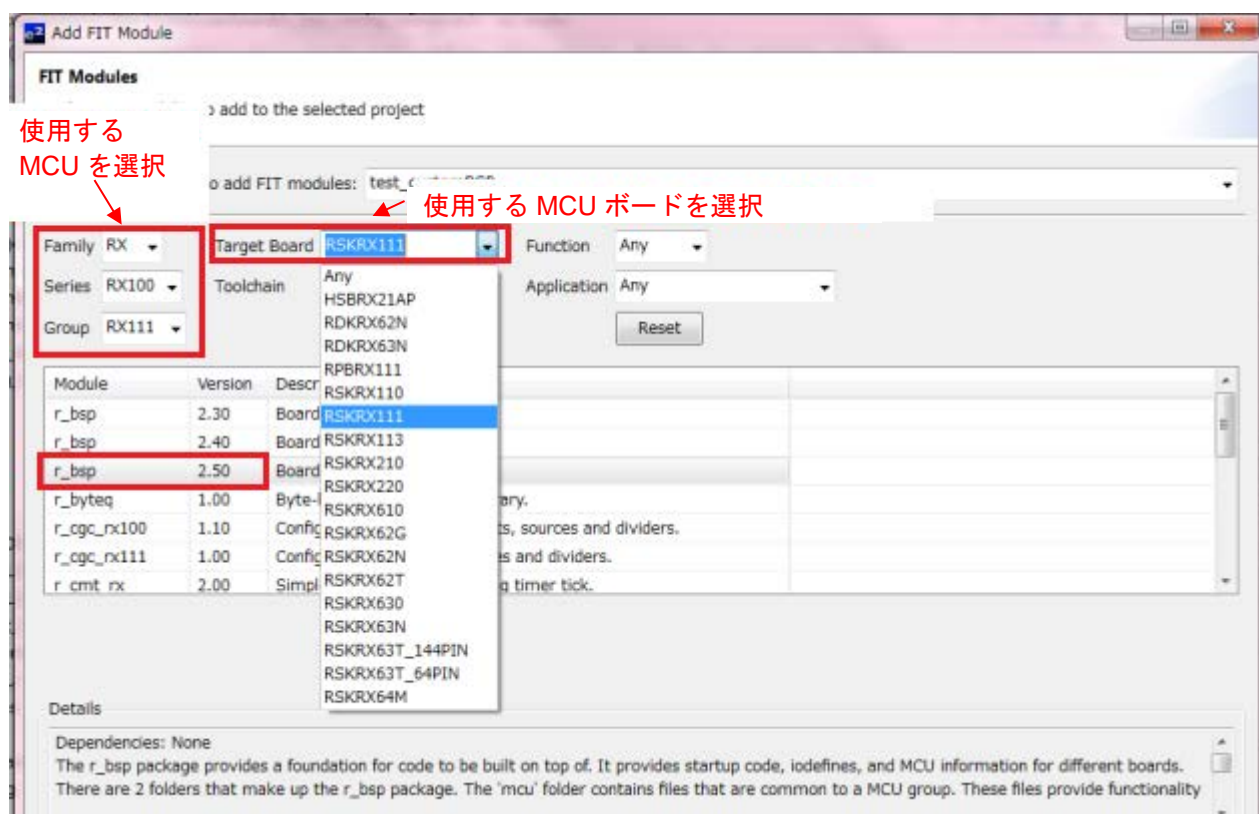 e2 Add FIT Module
FIT Modules
add to the selected project
使用する
MCU を選択
to add FIT modules: test_
使用する MCU ボードを選択
Family RX Target Board RSKRX111 Function Any
Series RX100 Toolchain Application Any
Group RX111 Reset
Any
HSBRX21AP
RDKRX62N
RDKRX63N
RPBRX111
RSKRX110
RSKRX111
RSKRX113
RSKRX210
RSKRX220
RSKRX610
RSKRX62G
RSKRX62N
RSKRX62T
RSKRX630
RSKRX63N
RSKRX63T_144PIN
RSKRX63T_64PIN
RSKRX64M
Module Version Descr
r_bsp 2.30 Board
r_bsp 2.40 Board
r_bsp 2.50 Board
r_byteq 1.00 Byte- ary.
r_cgc_rx100 1.10 Config ts, sources and dividers.
r_cgc_rx111 1.00 Config es and dividers.
r_cmt_rx 2.00 Simpl g timer tick.
Details
Dependencies: None
The r_bsp package provides a foundation for code to be built on top of. It provides startup code, iodefines, and MCU information for different boards.
There are 2 folders that make up the r_bsp package. The 'mcu' folder contains files that are common to a MCU group. These files provide functionality